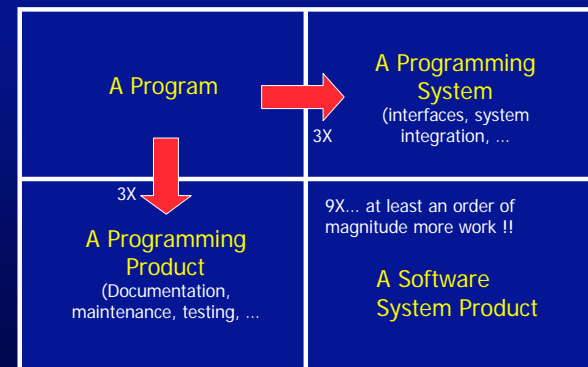 A Program
A Programming
System
(interfaces, system
integration, ...
3X
3X
A Programming
Product
(Documentation,
maintenance, testing, ...
9X... at least an order of
magnitude more work !!
A Software
System Product